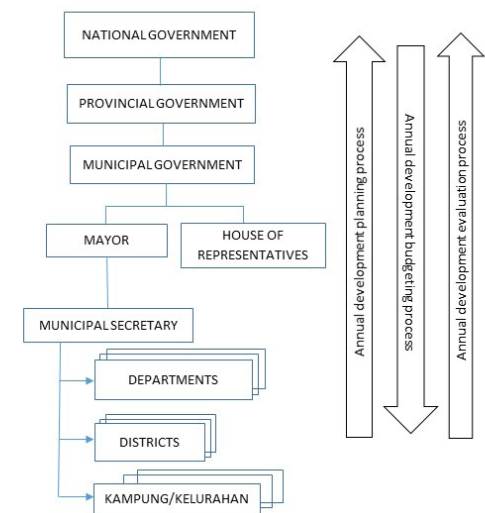 NATIONAL GOVERNMENT
PROVINCIAL GOVERNMENT
MUNICIPAL GOVERNMENT
MAYOR
HOUSE OF
REPRESENTATIVES
MUNICIPAL SECRETARY
DEPARTMENTS
DISTRICTS
KAMPUNG/KELURAHAN
Annual development planning process
Annual development budgeting process
Annual development evaluation process